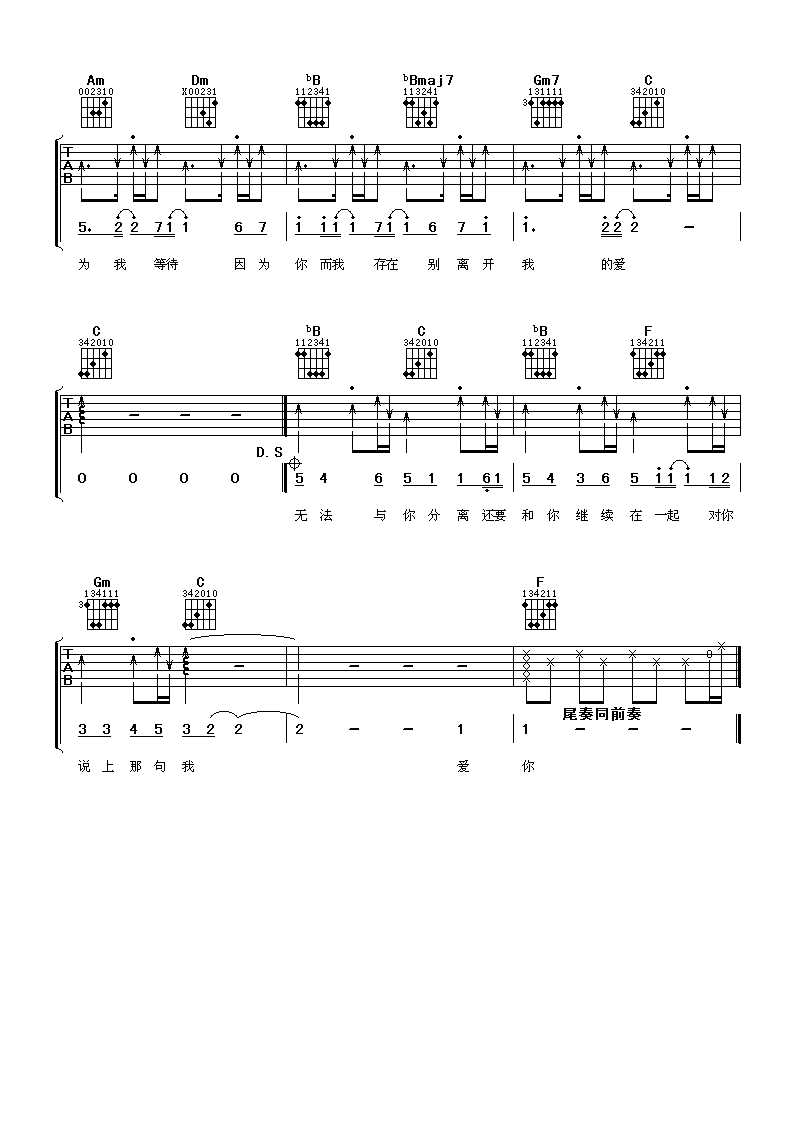 Am Dm ♭B ♭Bmaj7 Gm7 C
002310 X00231 112341 113241 131111 342010
3
T
A
B
5. 2 2 7 1 1 6 7 1 1 1 1 7 1 1 6 7 1 1. 2 2 2 -
为 我 等待 因 为 你 而我 存在 别 离 开 我 的爱
C ♭B C ♭B F
342010 112341 342010 112341 134211
T
A
B
- - -
D.S
0 0 0 0 5 4 6 5 1 1 6 1 5 4 3 6 5 1 1 1 1 2
无 法 与 你 分 离 还要 和 你 继 续 在 一 起 对你
Gm C F
134111 342010 134211
3
T
A
B
- - - - 0
尾奏同前奏
3 3 4 5 3 2 2 2 - - 1 1 - - -
说 上 那 句 我 爱 你